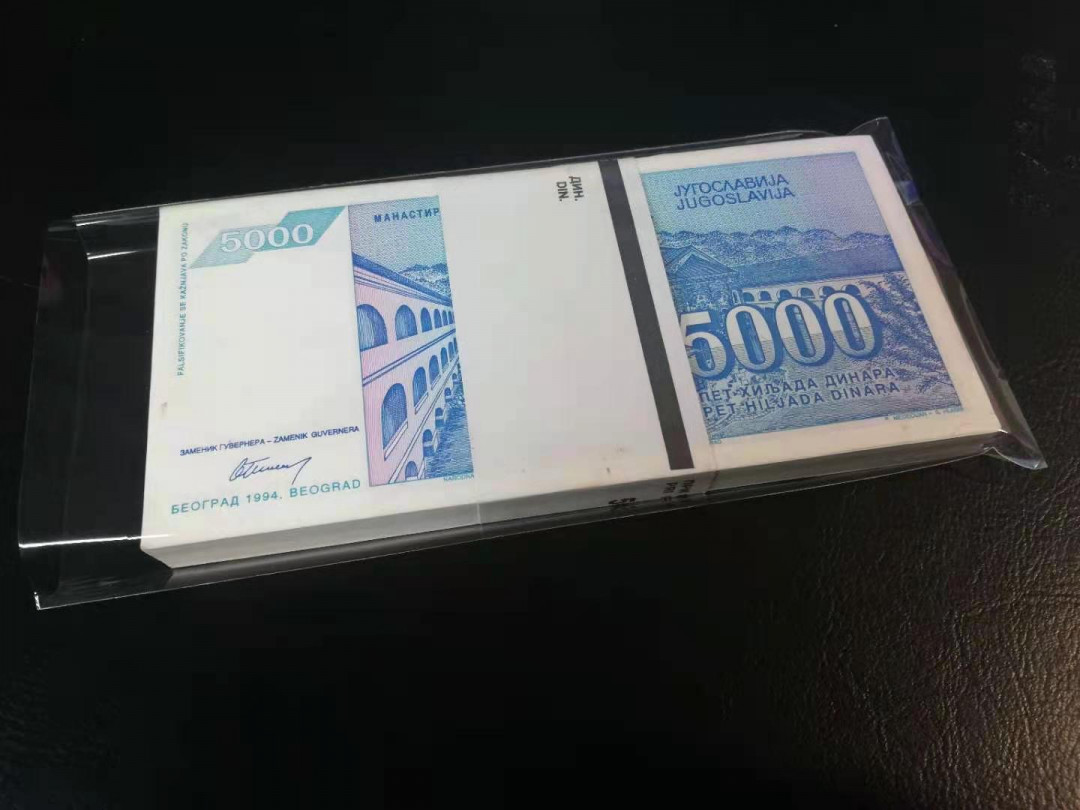 FALSIFIKOVANJE SE KAŽNJAVA PO ZAKONU
5000
МАНАСТИР
ДИН.
DIN.
ЈУГОСЛАВИЈА
JUGOSLAVIJA
5000
ПЕТ ХИЉАДА ДИНАРА
PET HILJADA DINARA
ЗАМЕНИК ГУВЕРНЕРА – ZAMENIK GUVERNERA
БЕОГРАД 1994. BEOGRAD